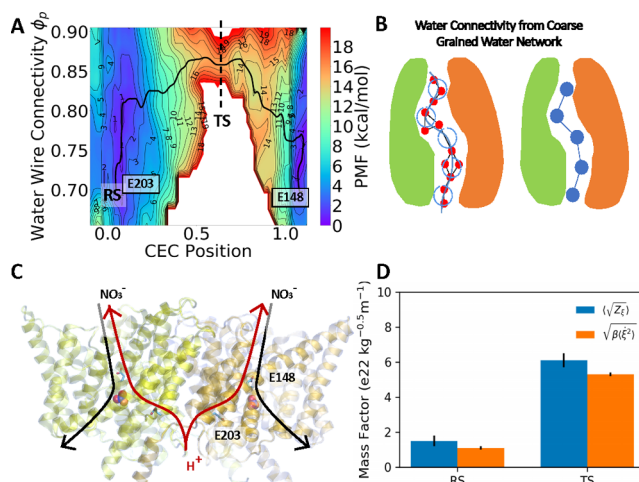 A
Water Wire Connectivity ϕp
0.90
0.85
0.80
0.75
0.70
RS
E203
TS
E148
0.0
0.5
1.0
CEC Position
18
16
14
12
10
8
6
4
2
0
PMF (kcal/mol)
B
Water Connectivity from Coarse
Grained Water Network
C
NO₃⁻
NO₃⁻
E148
E203
H⁺
D
Mass Factor (e22 kg⁻⁰·⁵m⁻¹)
8
6
4
2
0
⟨√Zξ⟩
√β⟨ξ̇²⟩
RS
TS